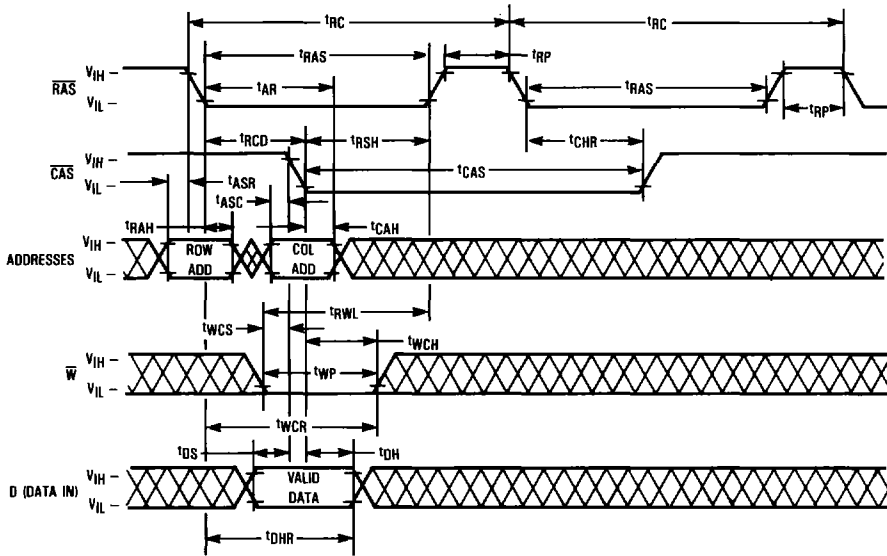 tRC tRC
tRAS tRP
VIH
RAS tAR tRAS
VIL
tRP
tRCD tRSH tCHR
VIH
CAS tCAS
VIL
tASR
tASC
tRAH tCAH
VIH
ADDRESSES ROW ADD COL ADD
VIL
tRWL
tWCS tWCH
VIH
W tWP
VIL
tWCR
tDS tDH
VIH
D (DATA IN) VALID DATA
VIL
tDHR